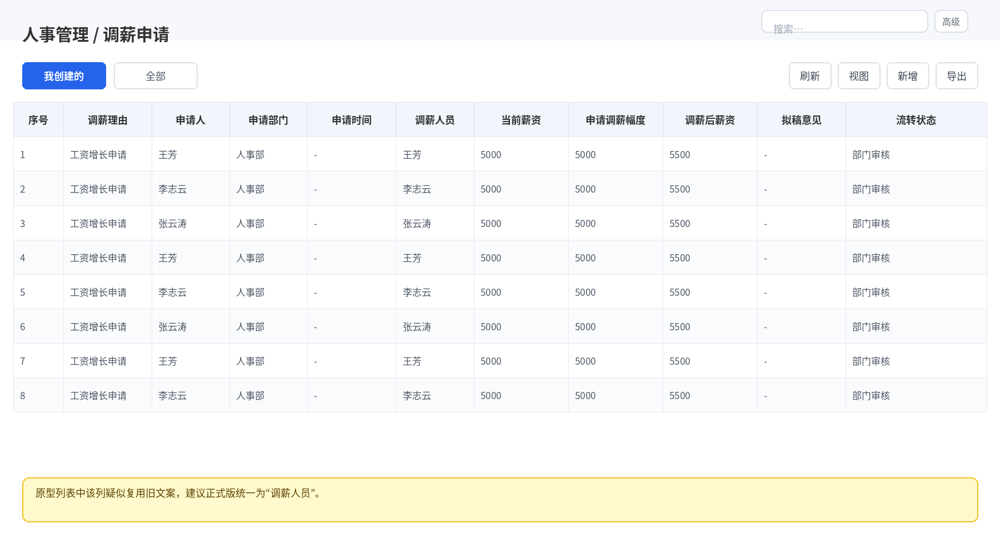 人事管理 / 调薪申请
搜索…
高级
我创建的 全部 刷新 视图 新增 导出
序号 调薪理由 申请人 申请部门 申请时间 调薪人员 当前薪资 申请调薪幅度 调薪后薪资 拟稿意见 流转状态
1 工资增长申请 王芳 人事部 - 王芳 5000 5000 5500 - 部门审核
2 工资增长申请 李志云 人事部 - 李志云 5000 5000 5500 - 部门审核
3 工资增长申请 张云涛 人事部 - 张云涛 5000 5000 5500 - 部门审核
4 工资增长申请 王芳 人事部 - 王芳 5000 5000 5500 - 部门审核
5 工资增长申请 李志云 人事部 - 李志云 5000 5000 5500 - 部门审核
6 工资增长申请 张云涛 人事部 - 张云涛 5000 5000 5500 - 部门审核
7 工资增长申请 王芳 人事部 - 王芳 5000 5000 5500 - 部门审核
8 工资增长申请 李志云 人事部 - 李志云 5000 5000 5500 - 部门审核
原型列表中该列疑似复用旧文案，建议正式版统一为“调薪人员”。